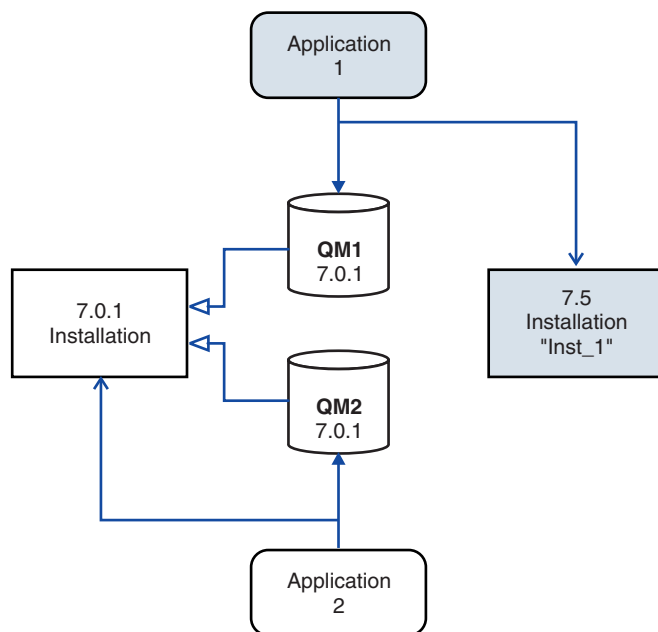 Application
1
QM1
7.0.1
7.0.1
Installation
7.5
Installation
"Inst_1"
QM2
7.0.1
Application
2